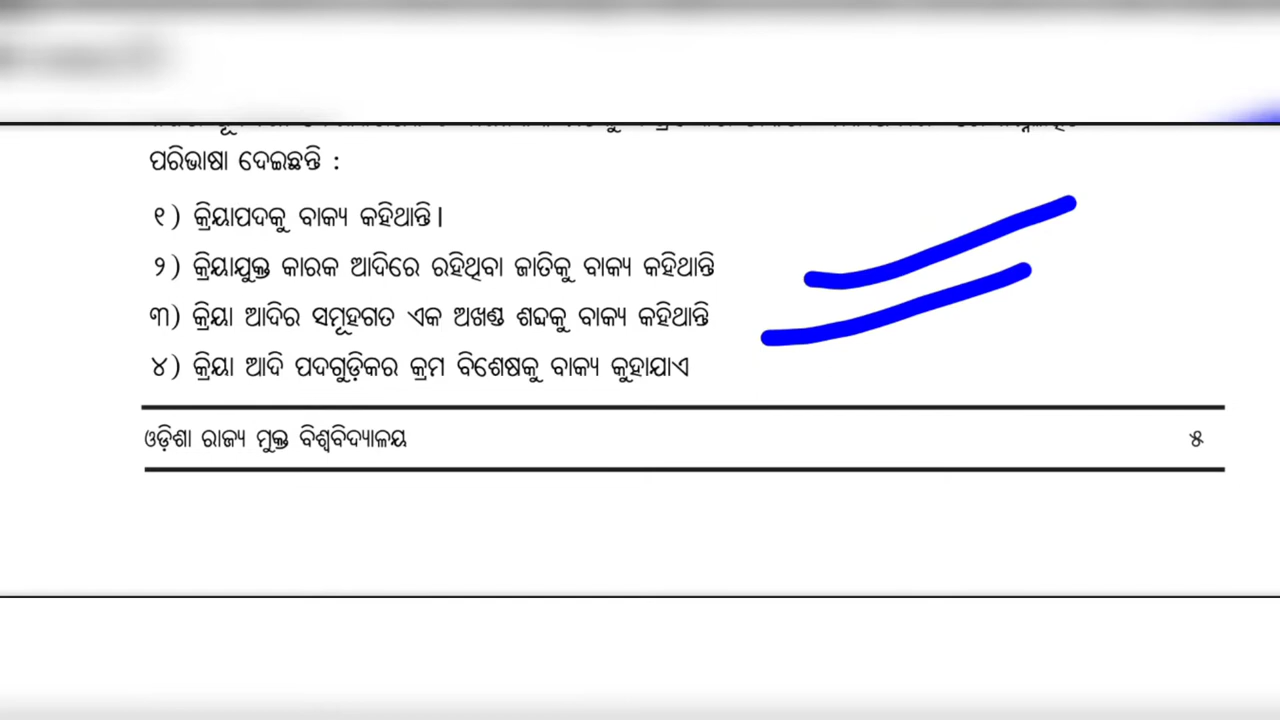 ପରିଭାଷା ଦେଇଛନ୍ତି :
୧) କ୍ରିୟାପଦକୁ ବାକ୍ୟ କହିଥାନ୍ତି।
୨) କ୍ରିୟାଯୁକ୍ତ କାରକ ଆଦିରେ ରହିଥିବା ଜାତିକୁ ବାକ୍ୟ କହିଥାନ୍ତି
୩) କ୍ରିୟା ଆଦିର ସମୂହଗତ ଏକ ଅଖଣ୍ଡ ଶବ୍ଦକୁ ବାକ୍ୟ କହିଥାନ୍ତି
୪) କ୍ରିୟା ଆଦି ପଦଗୁଡ଼ିକର କ୍ରମ ବିଶେଷକୁ ବାକ୍ୟ କୁହାଯାଏ
ଓଡ଼ିଶା ରାଜ୍ୟ ମୁକ୍ତ ବିଶ୍ୱବିଦ୍ୟାଳୟ ୫